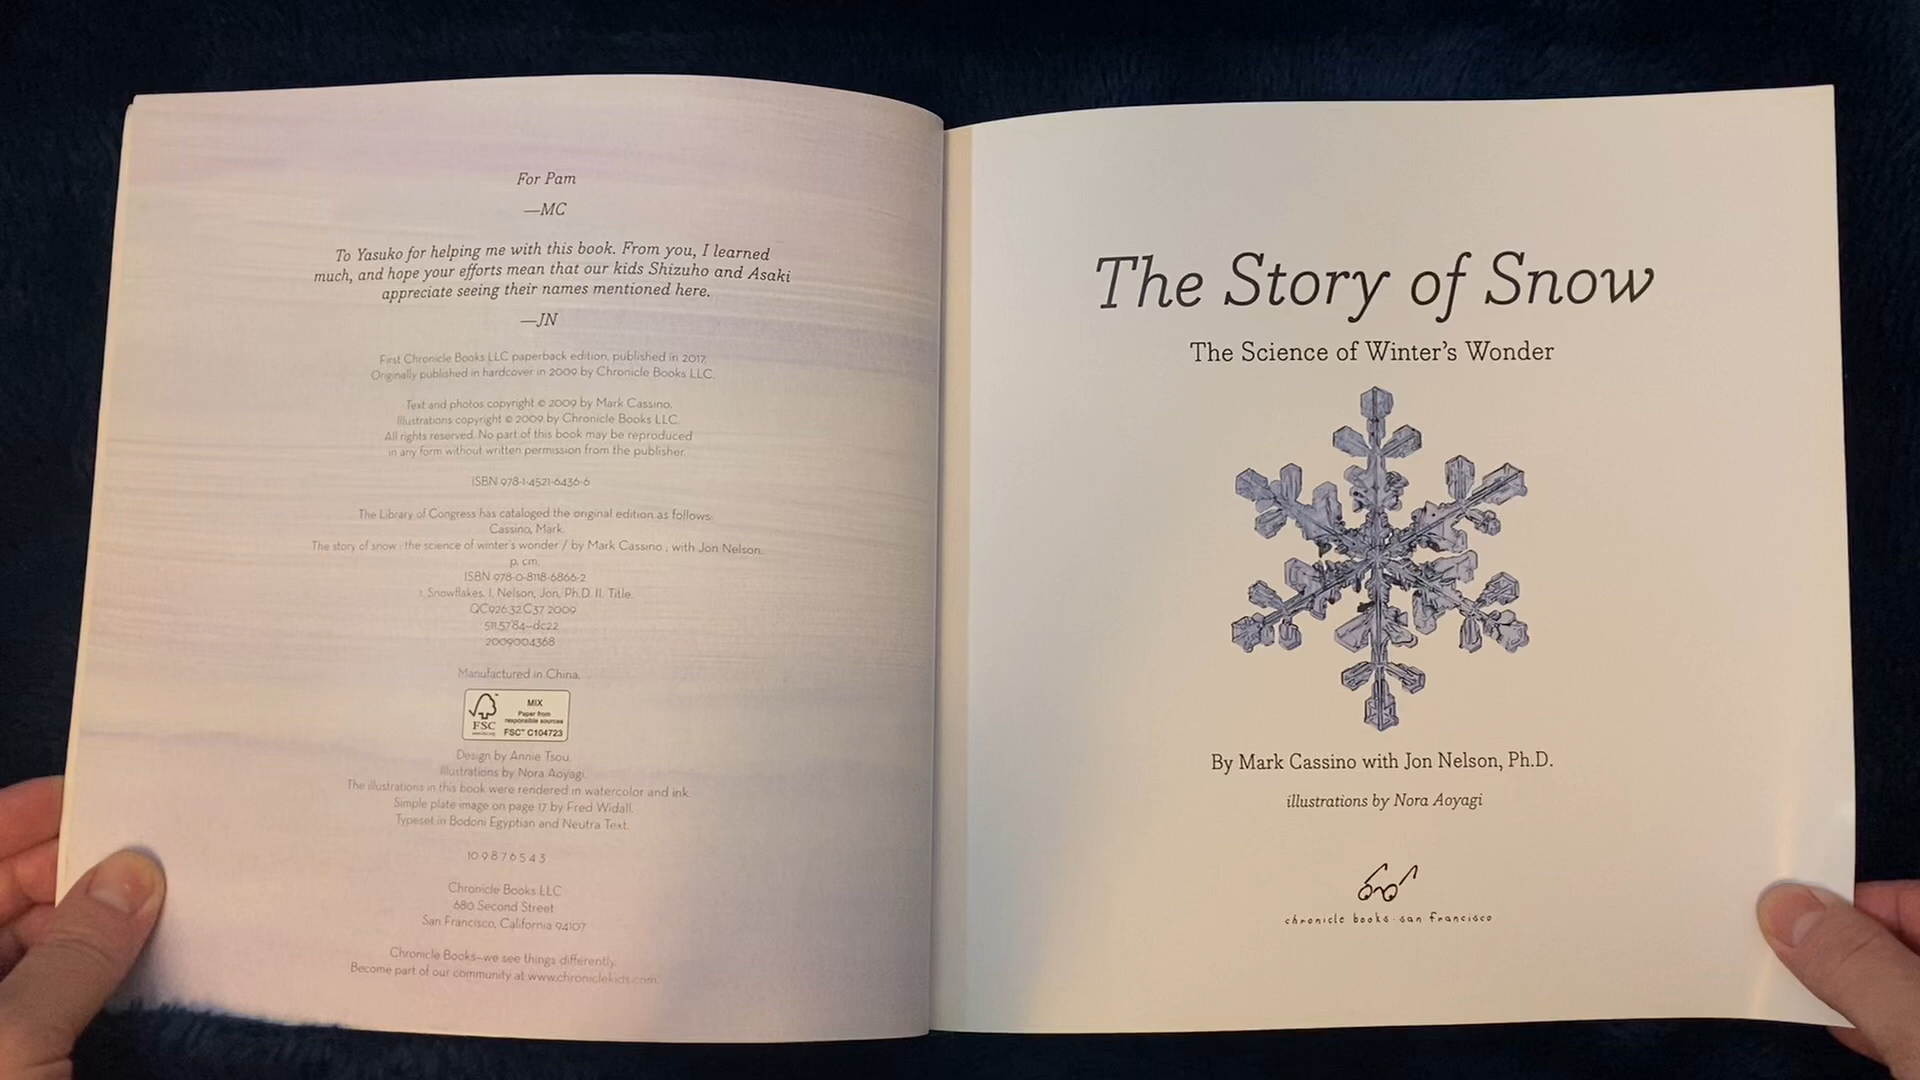 For Pam
—MC
To Yasuko for helping me with this book. From you, I learned
much, and hope your efforts mean that our kids Shizuho and Asaki
appreciate seeing their names mentioned here.
—JN
First Chronicle Books LLC paperback edition, published in 2017.
Originally published in hardcover in 2009 by Chronicle Books LLC.
Text and photos copyright © 2009 by Mark Cassino.
Illustrations copyright © 2009 by Chronicle Books LLC.
All rights reserved. No part of this book may be reproduced
in any form without written permission from the publisher.
ISBN 978-1-4521-6436-6
The Library of Congress has cataloged the original edition as follows:
Cassino, Mark.
The story of snow : the science of winter's wonder / by Mark Cassino ; with Jon Nelson.
p. cm.
ISBN 978-0-8118-6866-2
1. Snowflakes. I. Nelson, Jon, Ph.D. II. Title.
QC926.32.C37 2009
511.5784—dc22
2009004368
Manufactured in China.
FSC
MIX
Paper from
responsible sources
FSC™ C104723
Design by Annie Tsou.
Illustrations by Nora Aoyagi.
The illustrations in this book were rendered in watercolor and ink.
Simple plate image on page 17 by Fred Widall.
Typeset in Bodoni Egyptian and Neutra Text.
10 9 8 7 6 5 4 3
Chronicle Books LLC
680 Second Street
San Francisco, California 94107
Chronicle Books—we see things differently.
Become part of our community at www.chroniclekids.com.
The Story of Snow
The Science of Winter's Wonder
By Mark Cassino with Jon Nelson, Ph.D.
illustrations by Nora Aoyagi
chronicle books · san francisco